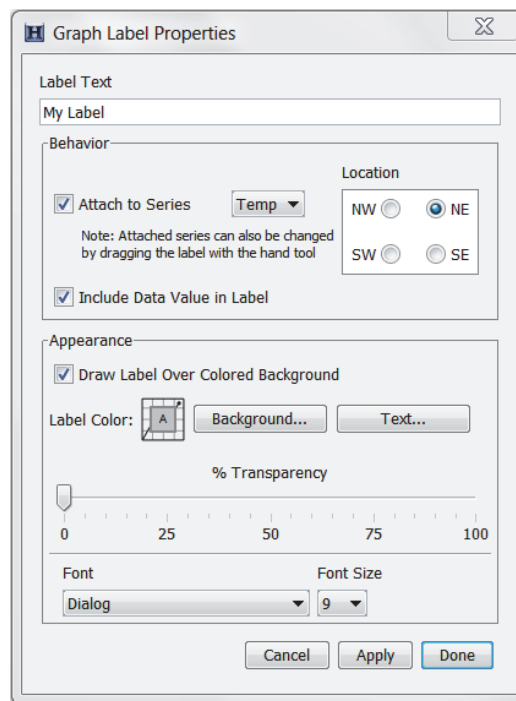 Graph Label Properties
Label Text
My Label
Behavior
Location
Attach to Series Temp
NW NE
Note: Attached series can also be changed
by dragging the label with the hand tool
SW SE
Include Data Value in Label
Appearance
Draw Label Over Colored Background
Label Color: A Background... Text...
% Transparency
0 25 50 75 100
Font Font Size
Dialog 9
Cancel Apply Done